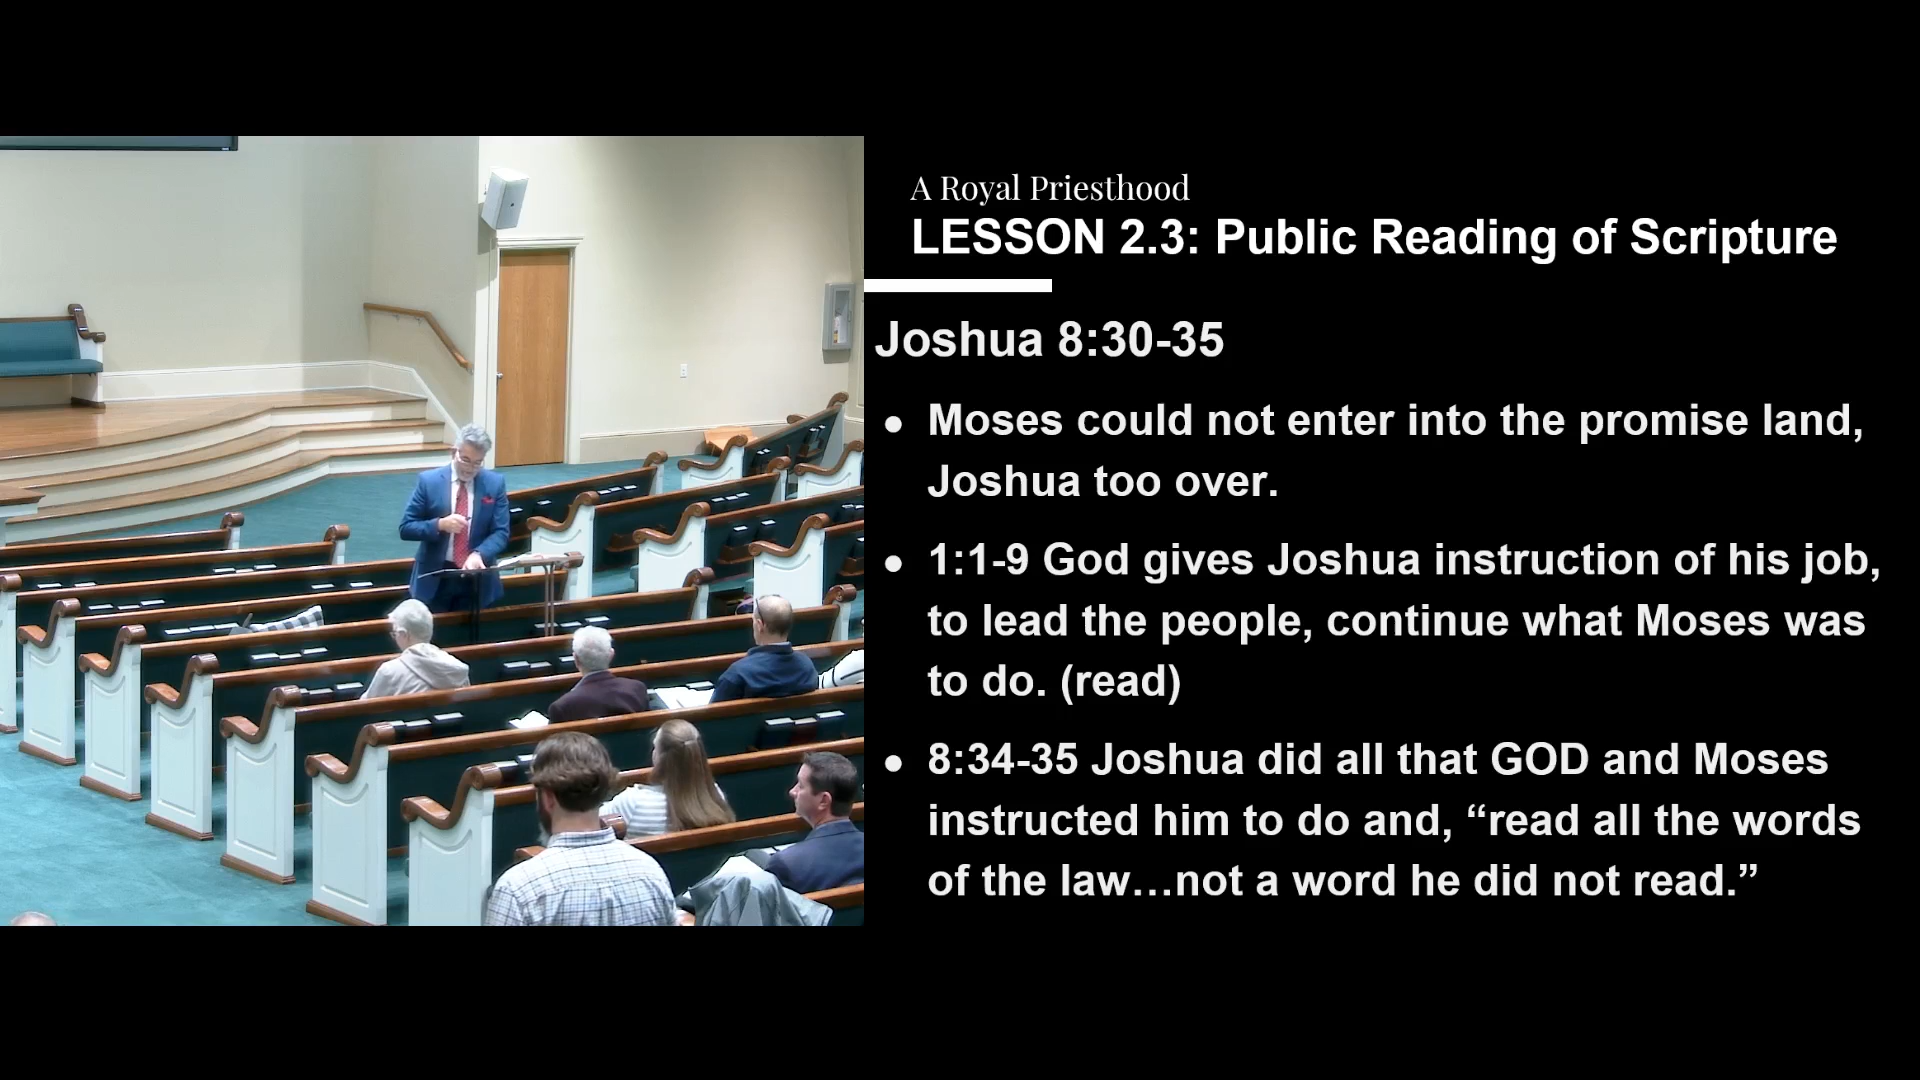 A Royal Priesthood
LESSON 2.3: Public Reading of Scripture
Joshua 8:30-35
● Moses could not enter into the promise land,
Joshua too over.
● 1:1-9 God gives Joshua instruction of his job,
to lead the people, continue what Moses was
to do. (read)
● 8:34-35 Joshua did all that GOD and Moses
instructed him to do and, “read all the words
of the law…not a word he did not read.”